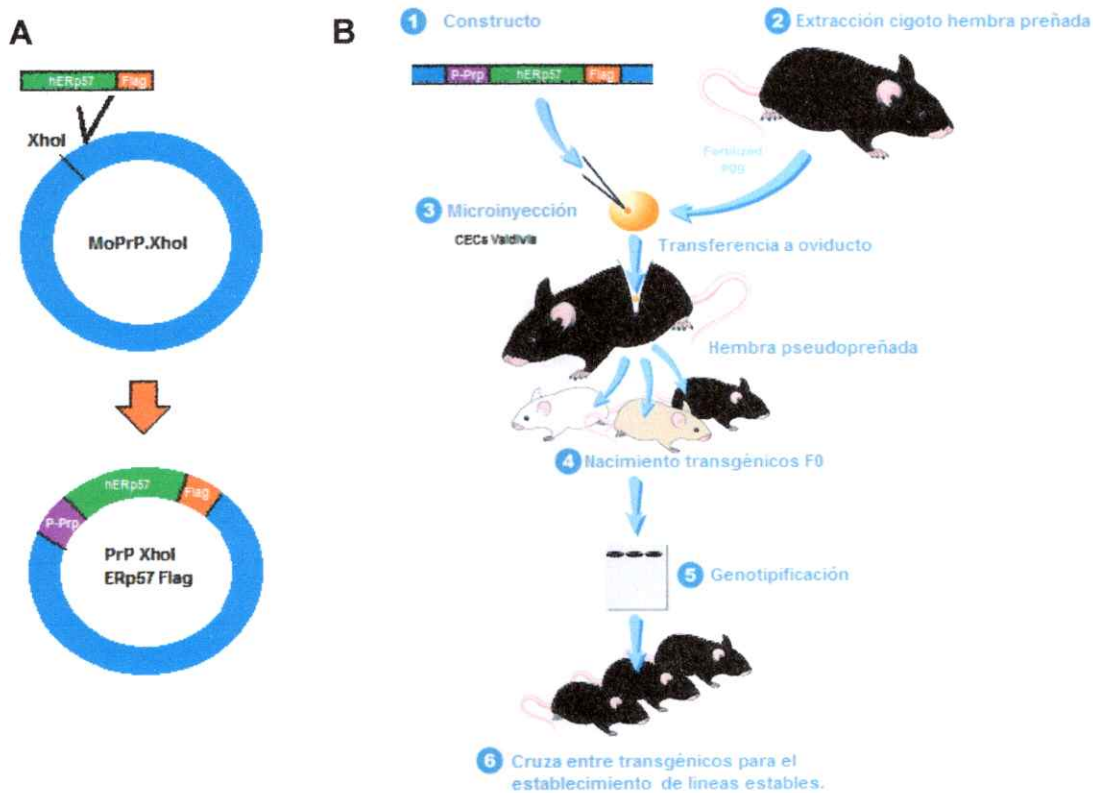 A
hERp57 Flag
XhoI
MoPrP.XhoI
P-Prp hERp57 Flag
PrP XhoI
ERp57 Flag
B
1 Constructo
P-Prp hERp57 Flag
2 Extracción cigoto hembra preñada
Fertilized
egg
3 Microinyección
CECs Valdivia
Transferencia a oviducto
Hembra pseudopreñada
4 Nacimiento transgénicos F0
5 Genotipificación
6 Cruza entre transgénicos para el
establecimiento de lineas estables.